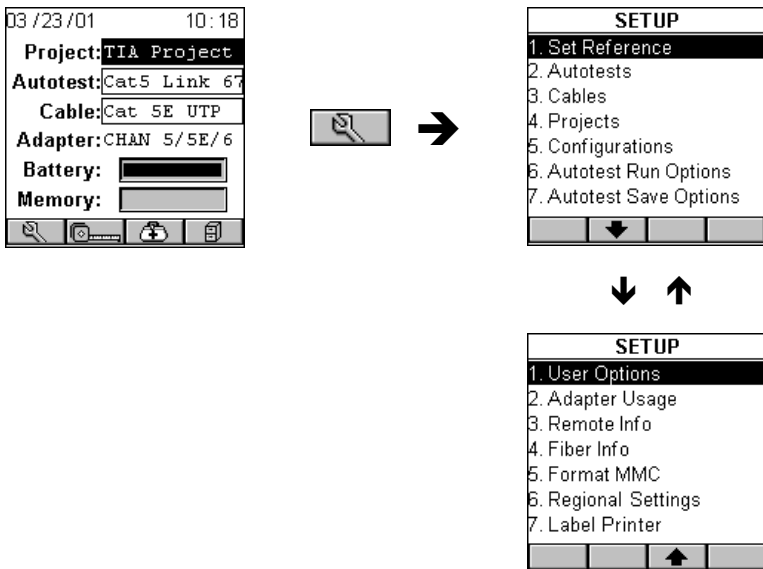 03/23/01 10:18
Project: TIA Project
Autotest: Cat5 Link 67
Cable: Cat 5E UTP
Adapter: CHAN 5/5E/6
Battery:
Memory:
SETUP
1. Set Reference
2. Autotests
3. Cables
4. Projects
5. Configurations
6. Autotest Run Options
7. Autotest Save Options
SETUP
1. User Options
2. Adapter Usage
3. Remote Info
4. Fiber Info
5. Format MMC
6. Regional Settings
7. Label Printer